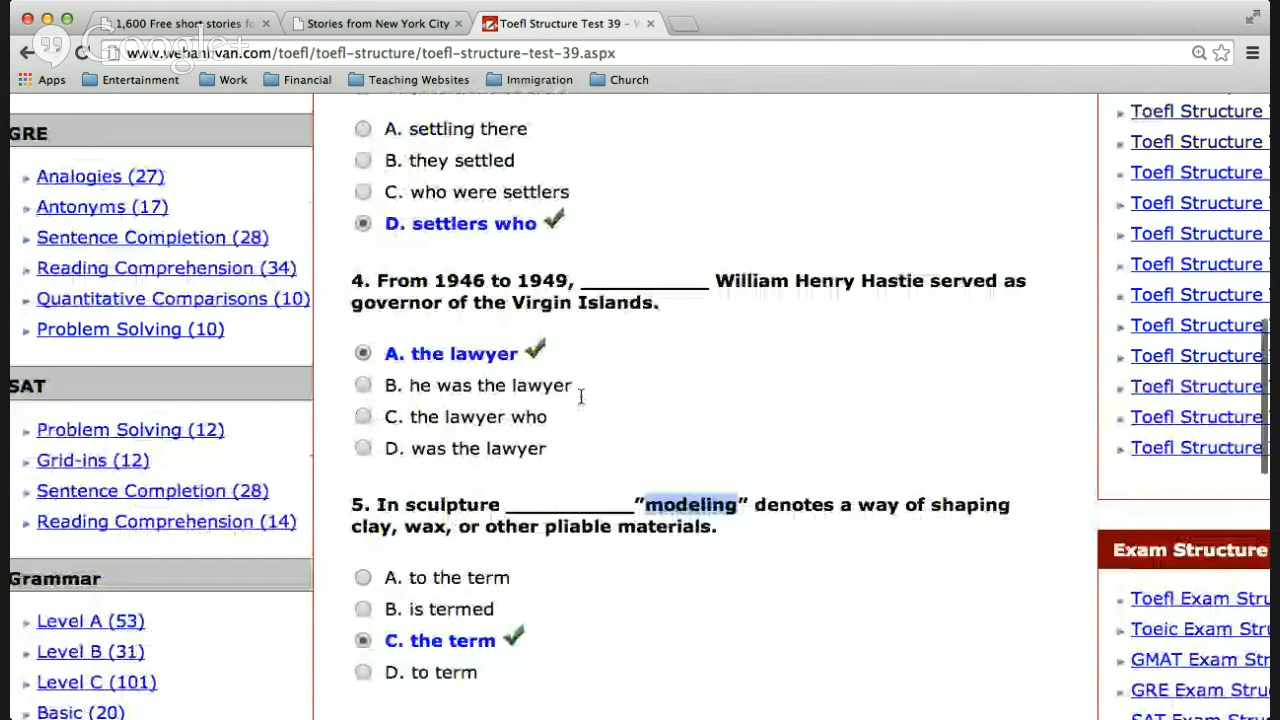 1,600 Free short stories fo
Stories from New York City
Toefl Structure Test 39 –
Google+
www.webanlivan.com/toefl/toefl-structure/toefl-structure-test-39.aspx
Apps Entertainment Work Financial Teaching Websites Immigration Church
GRE
Analogies (27)
Antonyms (17)
Sentence Completion (28)
Reading Comprehension (34)
Quantitative Comparisons (10)
Problem Solving (10)
SAT
Problem Solving (12)
Grid-ins (12)
Sentence Completion (28)
Reading Comprehension (14)
Grammar
Level A (53)
Level B (31)
Level C (101)
Basic (20)
A. settling there
B. they settled
C. who were settlers
D. settlers who
4. From 1946 to 1949, ____________ William Henry Hastie served as
governor of the Virgin Islands.
A. the lawyer
B. he was the lawyer
C. the lawyer who
D. was the lawyer
5. In sculpture ____________"modeling" denotes a way of shaping
clay, wax, or other pliable materials.
A. to the term
B. is termed
C. the term
D. to term
Toefl Structure
Toefl Structure
Toefl Structure
Toefl Structure
Toefl Structure
Toefl Structure
Toefl Structure
Toefl Structure
Toefl Structure
Toefl Structure
Toefl Structure
Toefl Structure
Exam Structure
Toefl Exam Stru
Toeic Exam Str
GMAT Exam St
GRE Exam Stru
SAT Exam Stru